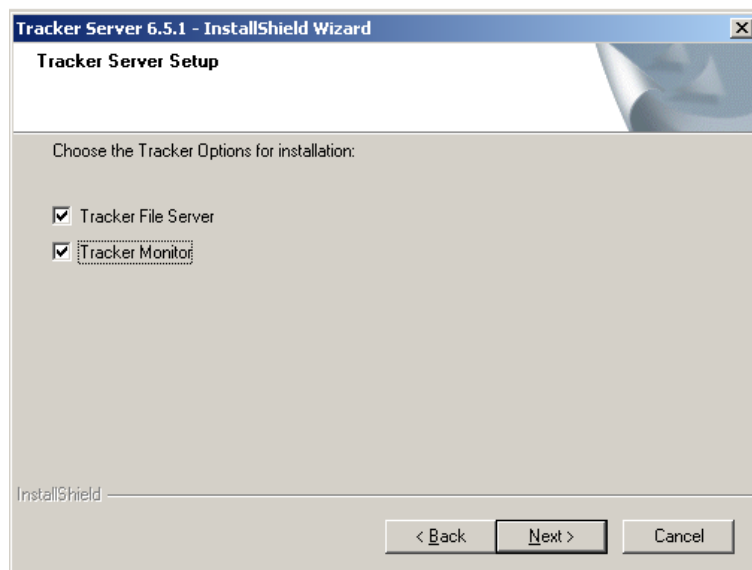 Tracker Server 6.5.1 - InstallShield Wizard
Tracker Server Setup
Choose the Tracker Options for installation:
Tracker File Server
Tracker Monitor
InstallShield
< Back Next > Cancel